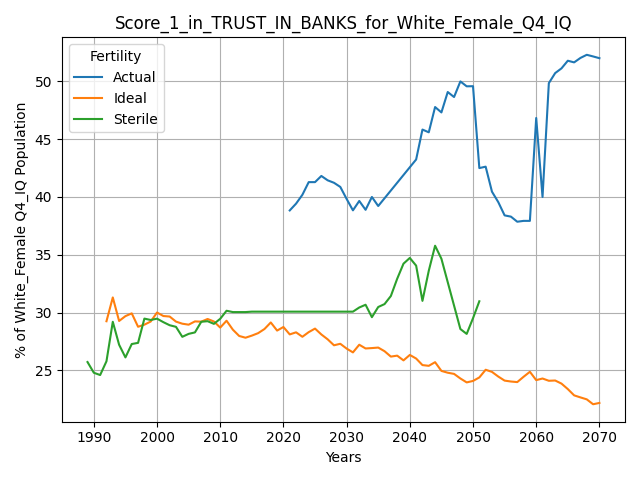 Score_1_in_TRUST_IN_BANKS_for_White_Female_Q4_IQ
Fertility
Actual
Ideal
Sterile
% of White_Female Q4_IQ Population
50
45
40
35
30
25
1990 2000 2010 2020 2030 2040 2050 2060 2070
Years